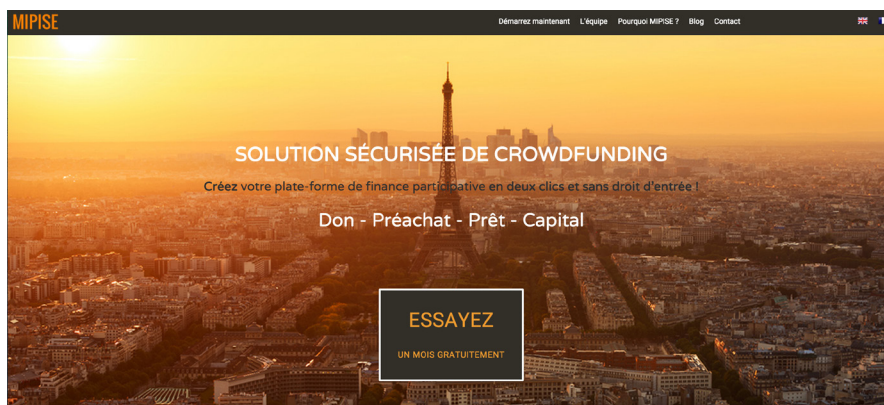 MIPISE
Démarrez maintenant L'équipe Pourquoi MIPISE ? Blog Contact
SOLUTION SÉCURISÉE DE CROWDFUNDING
Créez votre plate-forme de finance participative en deux clics et sans droit d'entrée !
Don - Préachat - Prêt - Capital
ESSAYEZ
UN MOIS GRATUITEMENT